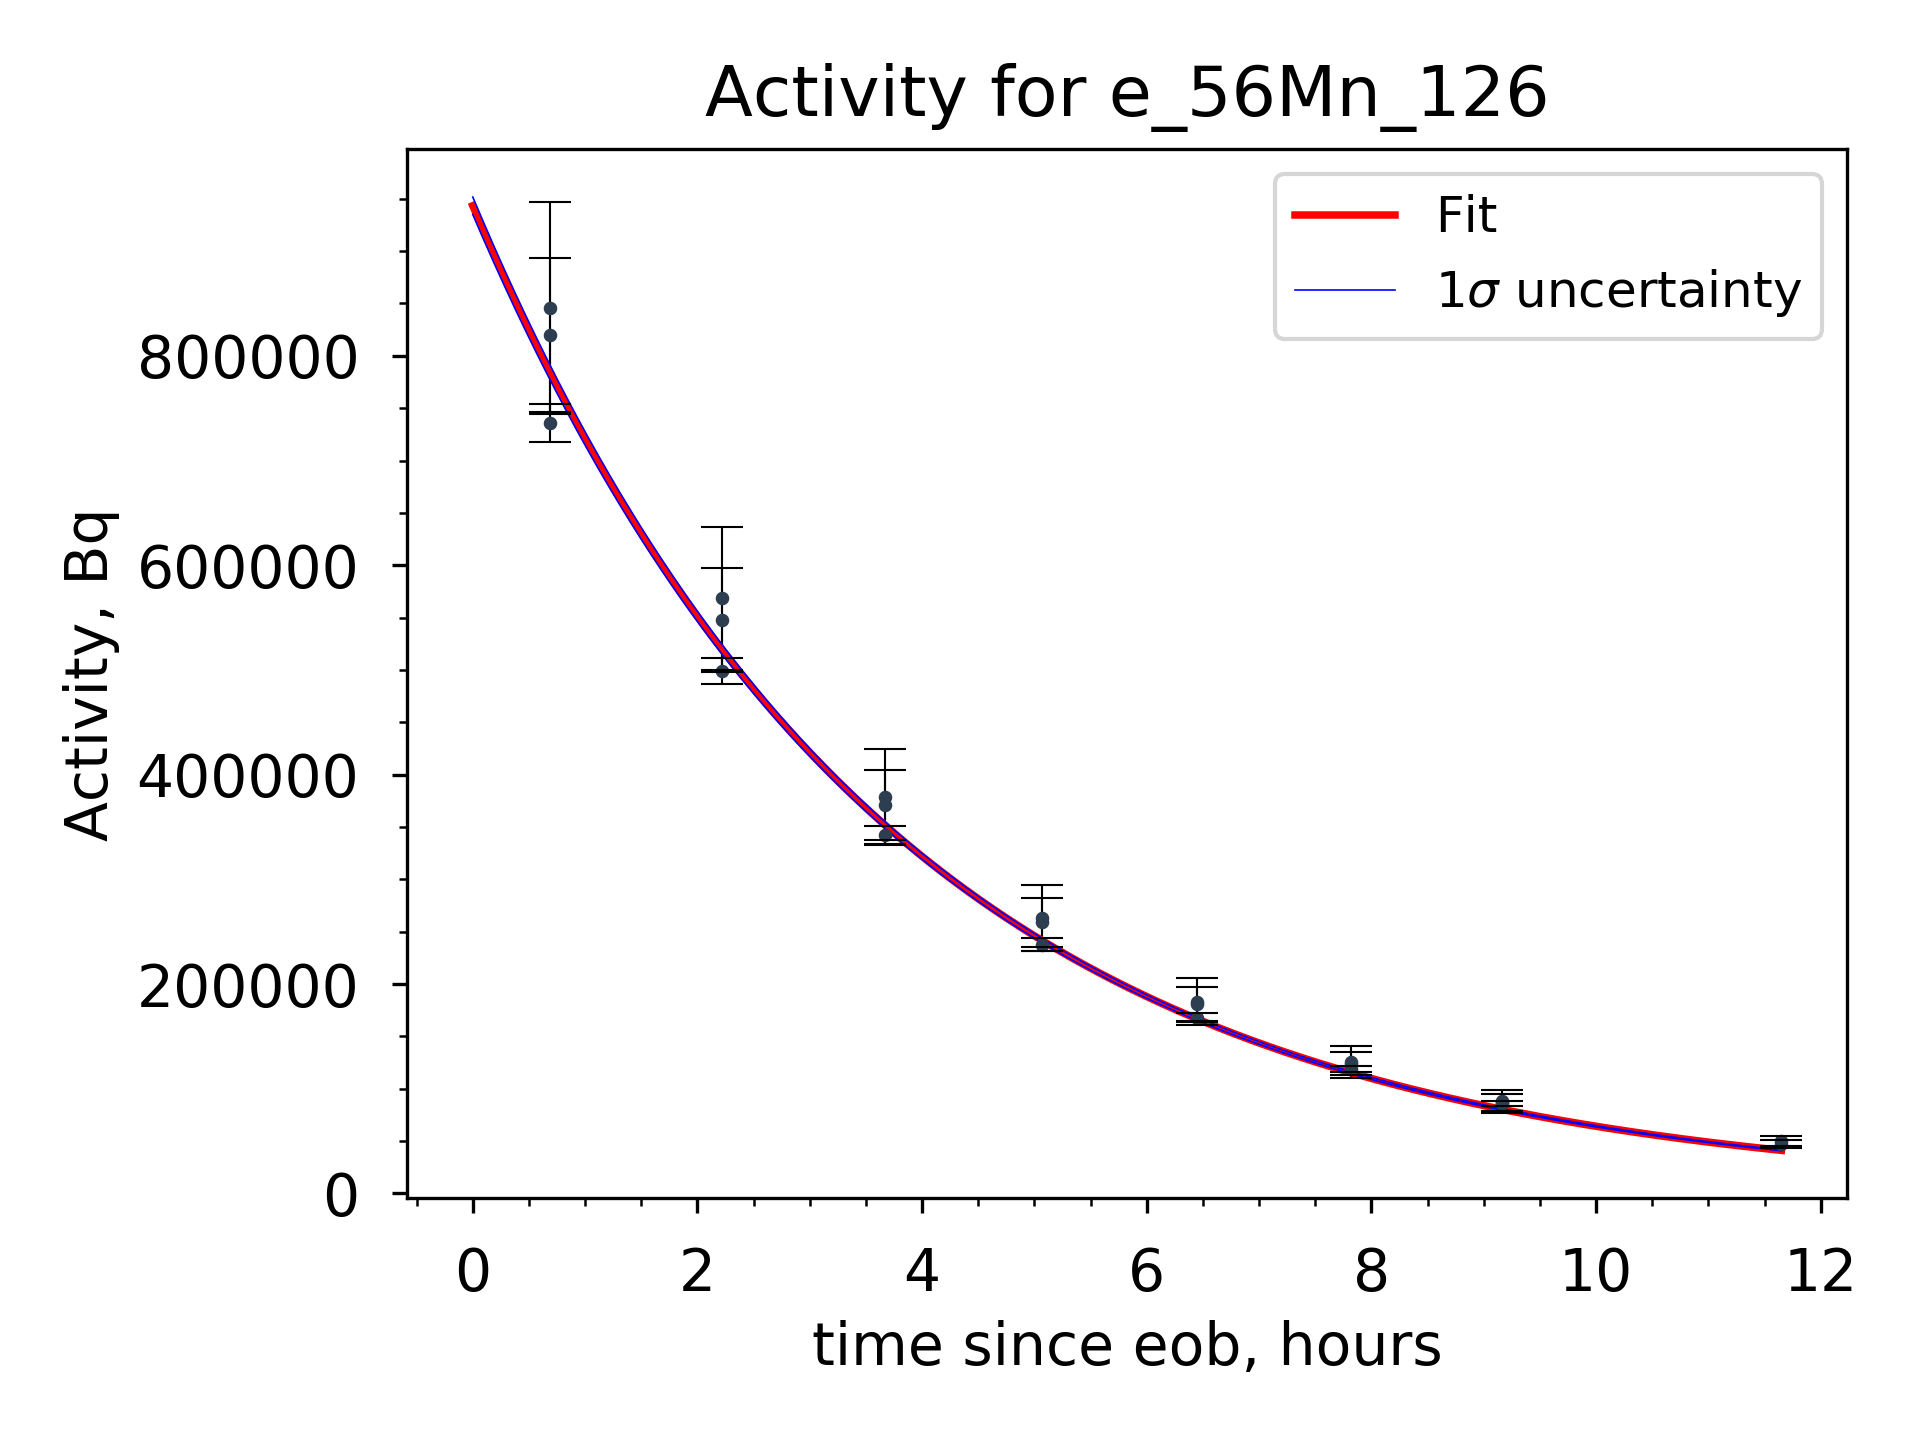 Activity for e_56Mn_126
Fit
1σ uncertainty
Activity, Bq
800000
600000
400000
200000
0
0 2 4 6 8 10 12
time since eob, hours